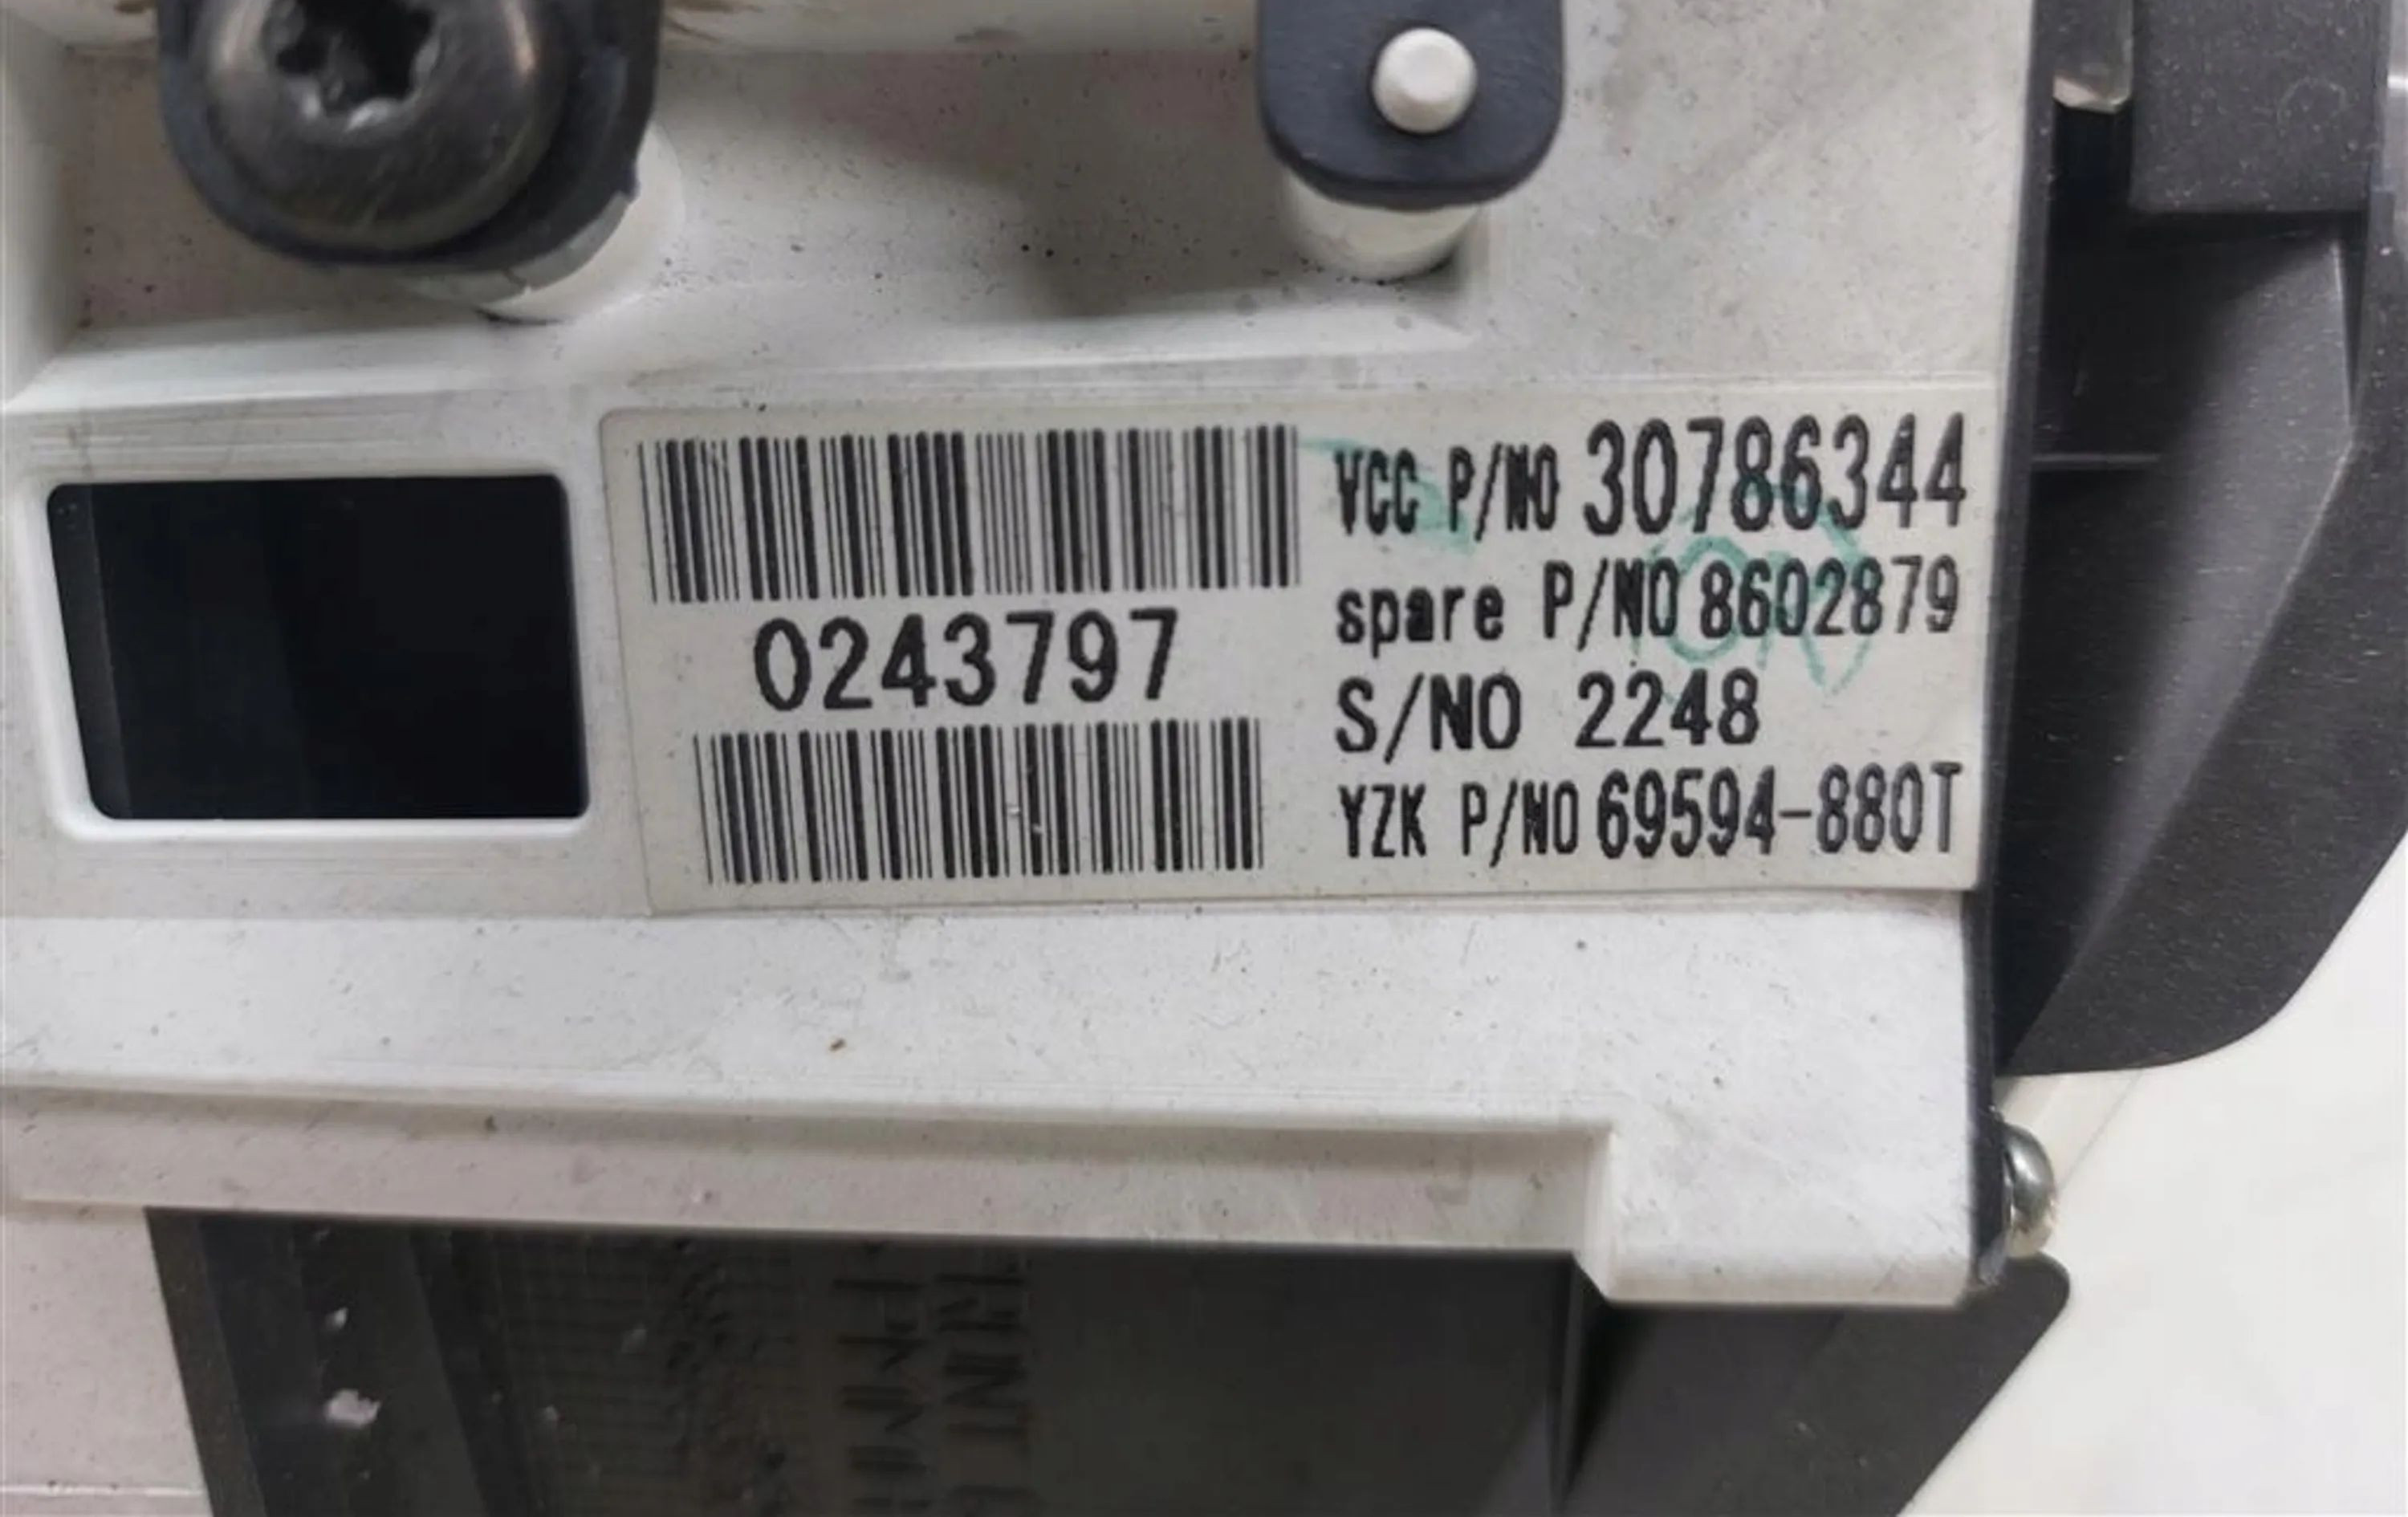 0243797
VCC P/NO 30786344
spare P/NO 8602879
S/NO 2248
YZK P/NO 69594-880T